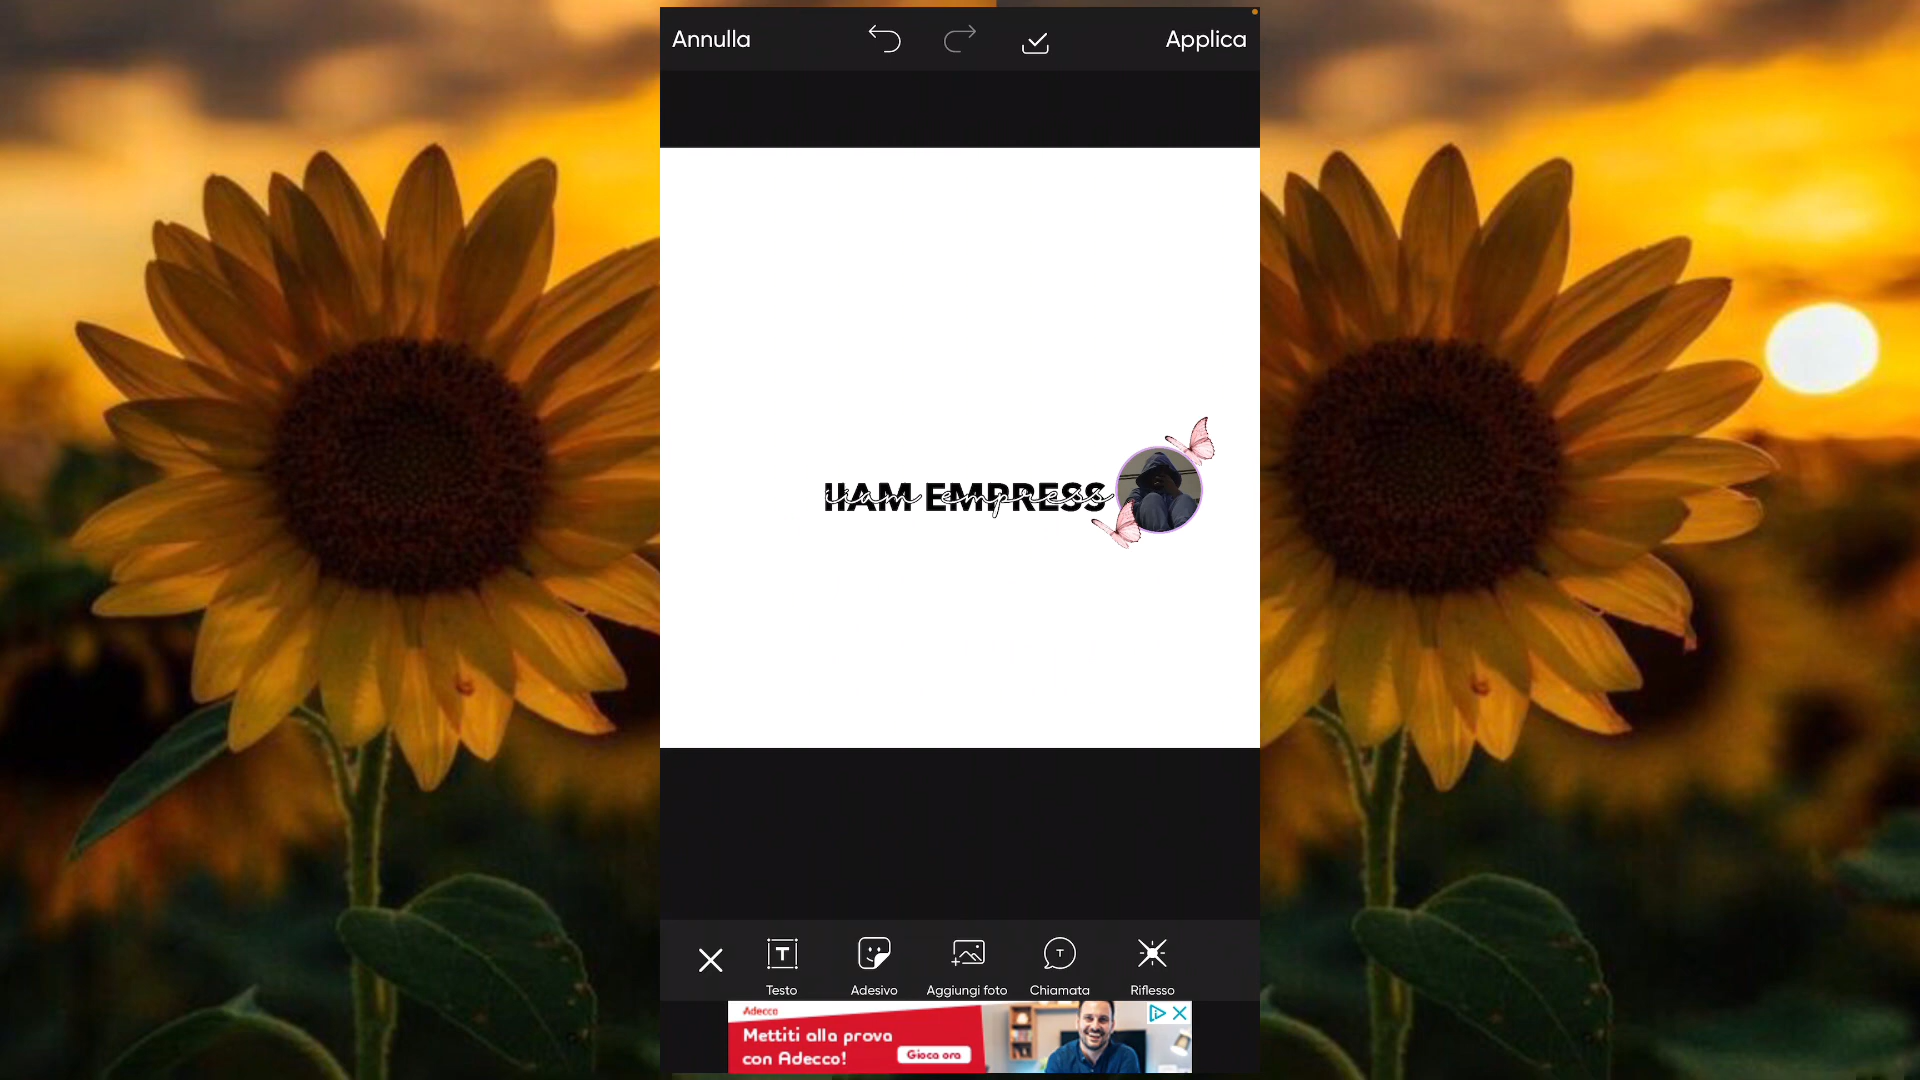 Annulla
Applica
IIAM EMPRESS
iiam empress
T
T
Testo
Adesivo
Aggiungi foto
Chiamata
Riflesso
Adecco
Mettiti alla prova
con Adecco!
Gioca ora